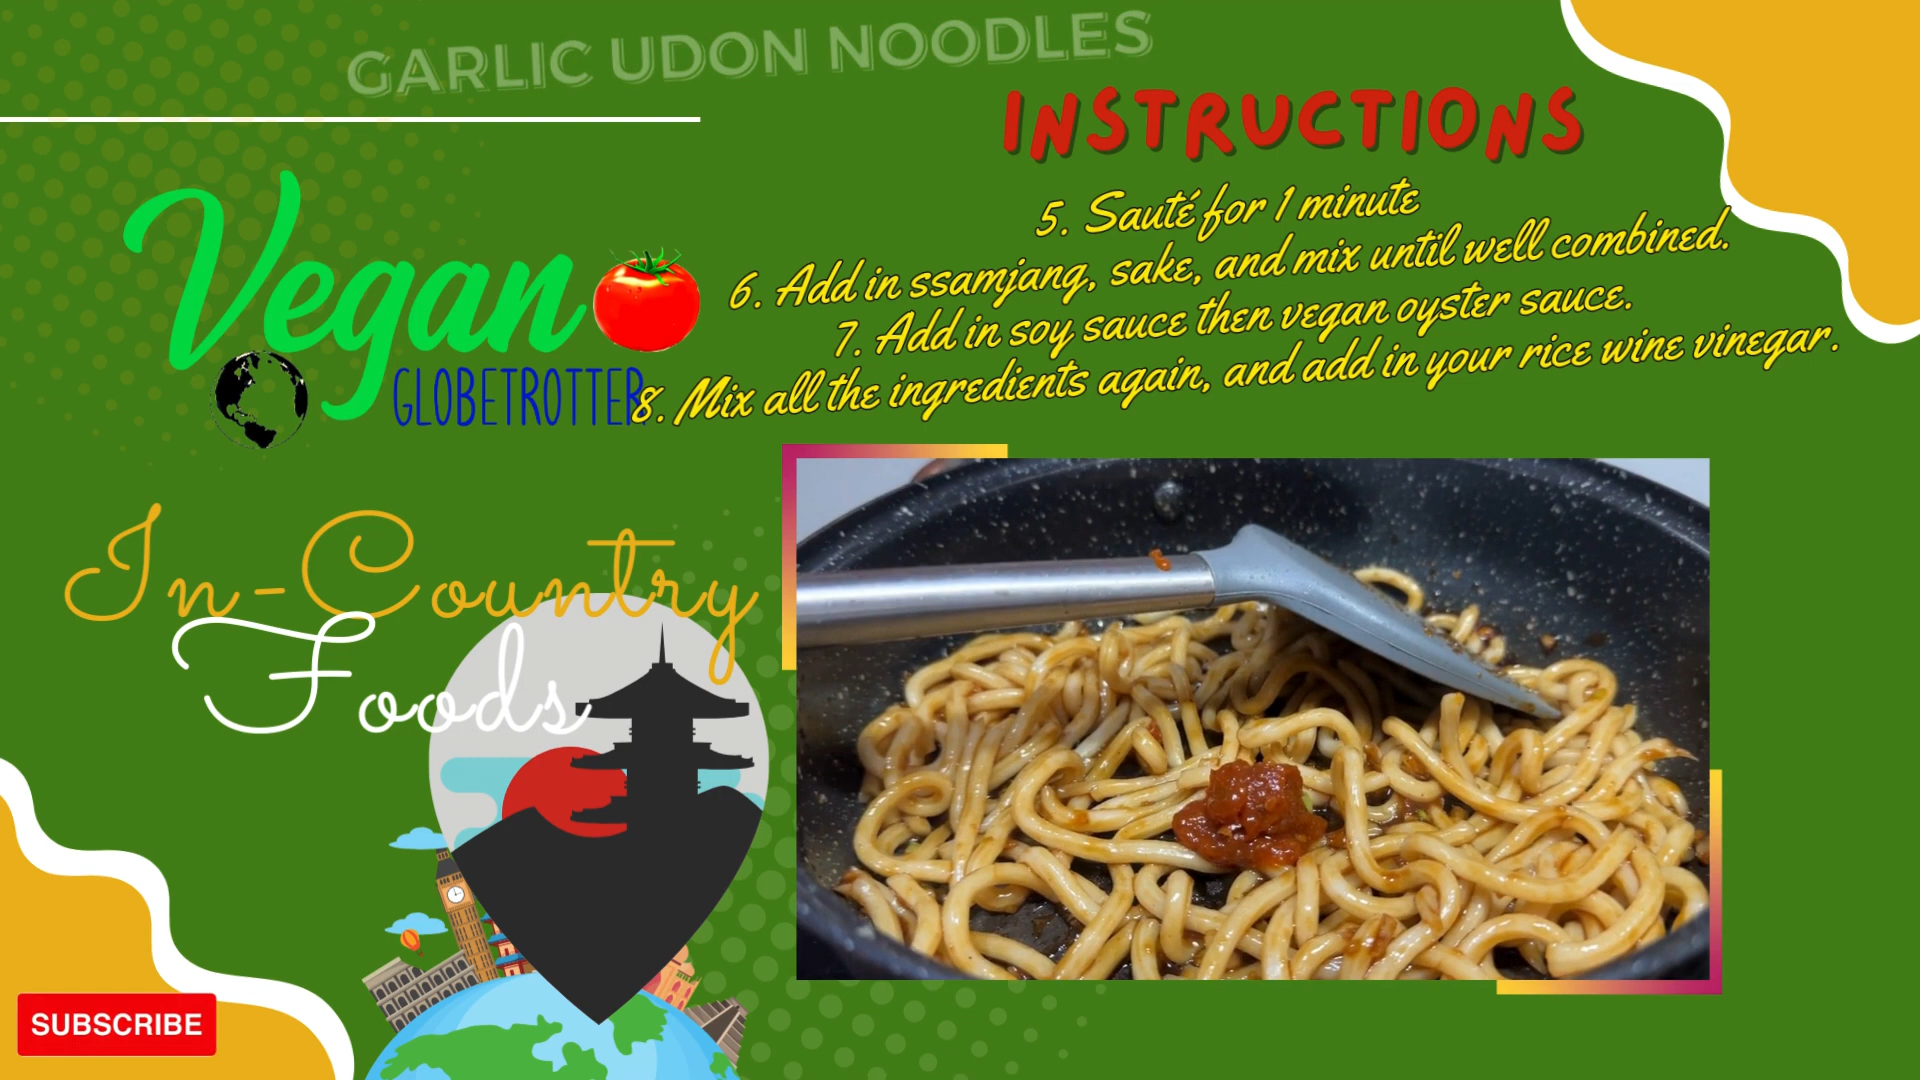 GARLIC UDON NOODLES
INSTRUCTIONS
5. Sauté for 1 minute
6. Add in ssamjang, sake, and mix until well combined.
7. Add in soy sauce then vegan oyster sauce.
8. Mix all the ingredients again, and add in your rice wine vinegar.
Vegan
GLOBETROTTER
In-Country
Foods
SUBSCRIBE